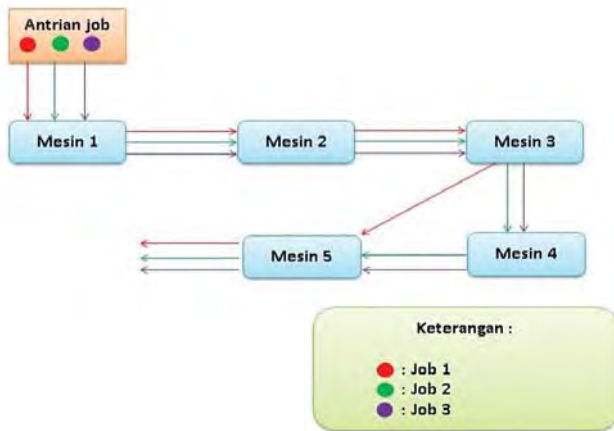 Antrian job
Mesin 1
Mesin 2
Mesin 3
Mesin 5
Mesin 4
Keterangan :
: Job 1
: Job 2
: Job 3